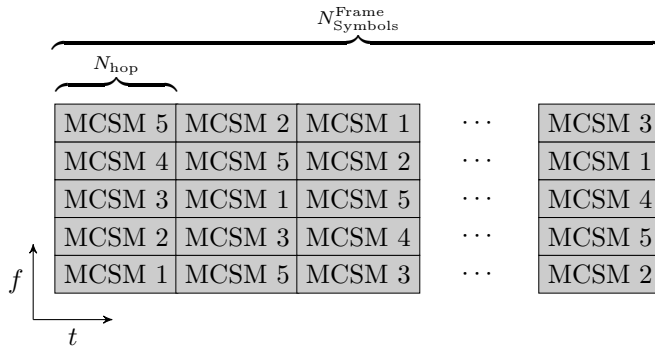 N_Symbols^Frame
N_hop
MCSM 5 MCSM 2 MCSM 1 ··· MCSM 3
MCSM 4 MCSM 5 MCSM 2 ··· MCSM 1
MCSM 3 MCSM 1 MCSM 5 ··· MCSM 4
MCSM 2 MCSM 3 MCSM 4 ··· MCSM 5
MCSM 1 MCSM 5 MCSM 3 ··· MCSM 2
f
t